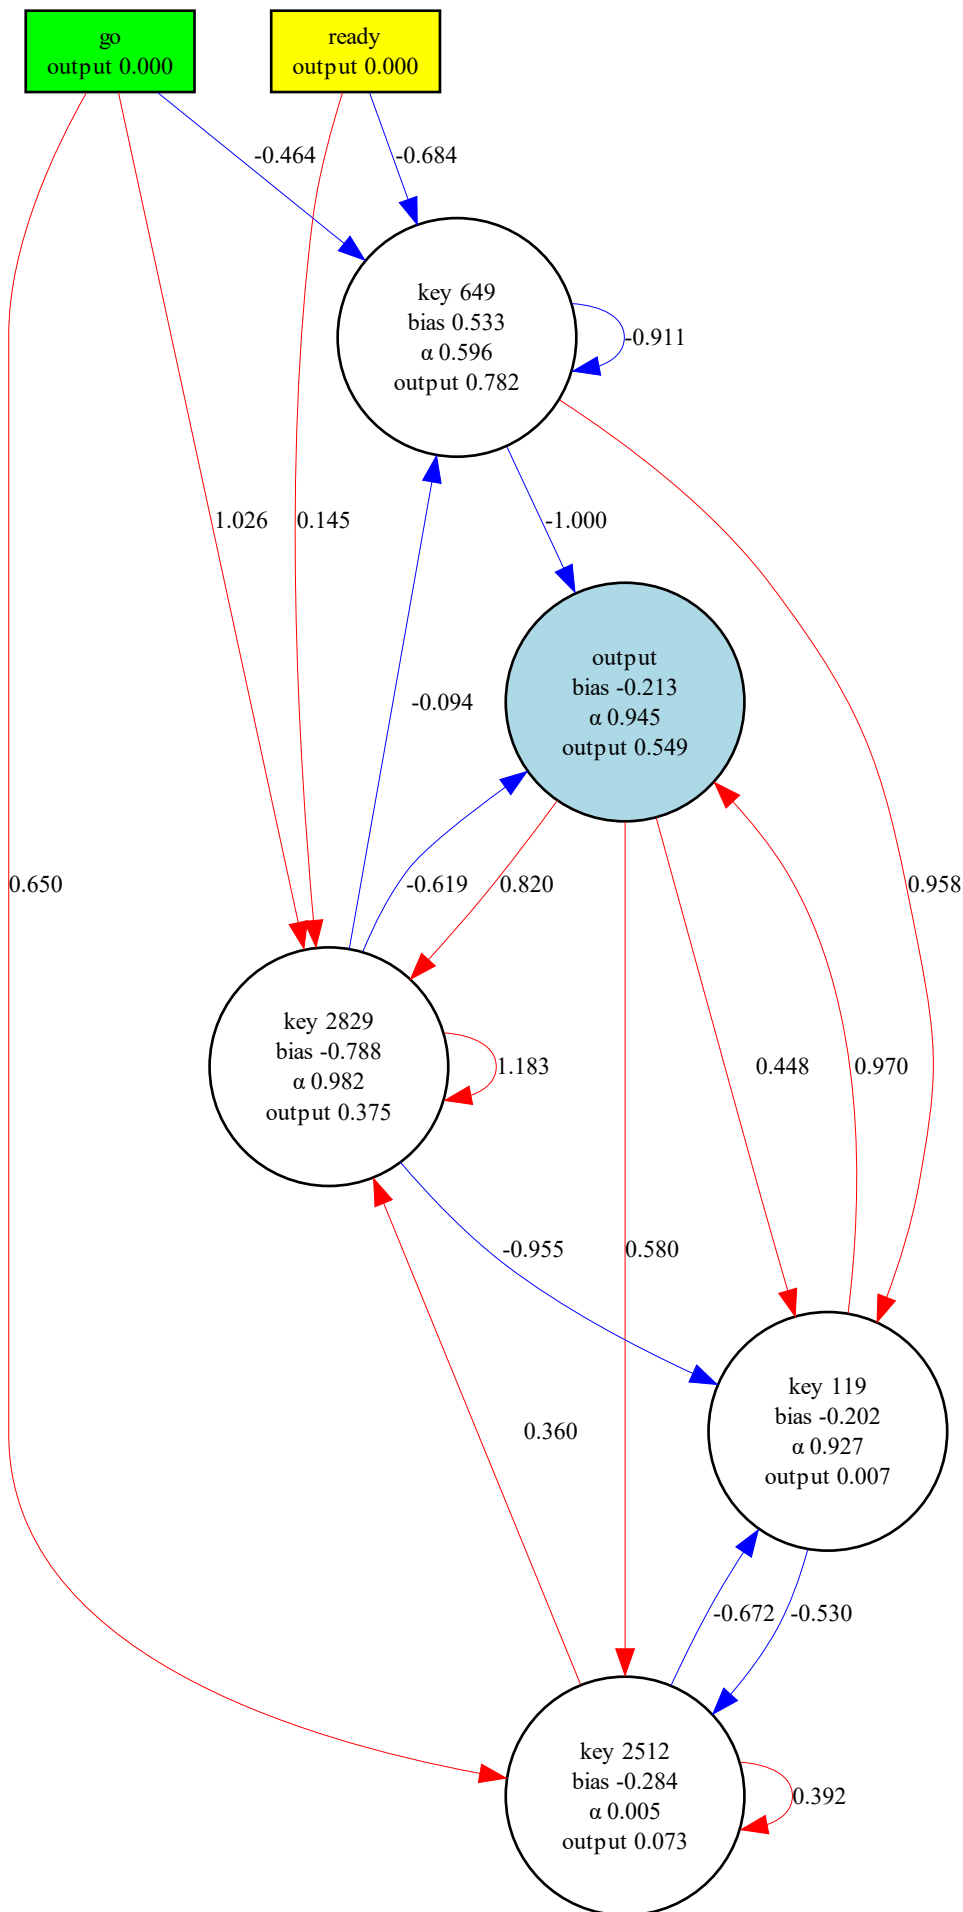 go
output 0.000
ready
output 0.000
-0.464
-0.684
key 649
bias 0.533
α 0.596
output 0.782
-0.911
1.026
0.145
-1.000
output
bias -0.213
α 0.945
output 0.549
-0.094
0.650
-0.619
0.820
0.958
key 2829
bias -0.788
α 0.982
output 0.375
1.183
0.448
0.970
-0.955
0.580
key 119
bias -0.202
α 0.927
output 0.007
0.360
-0.672
-0.530
key 2512
bias -0.284
α 0.005
output 0.073
0.392